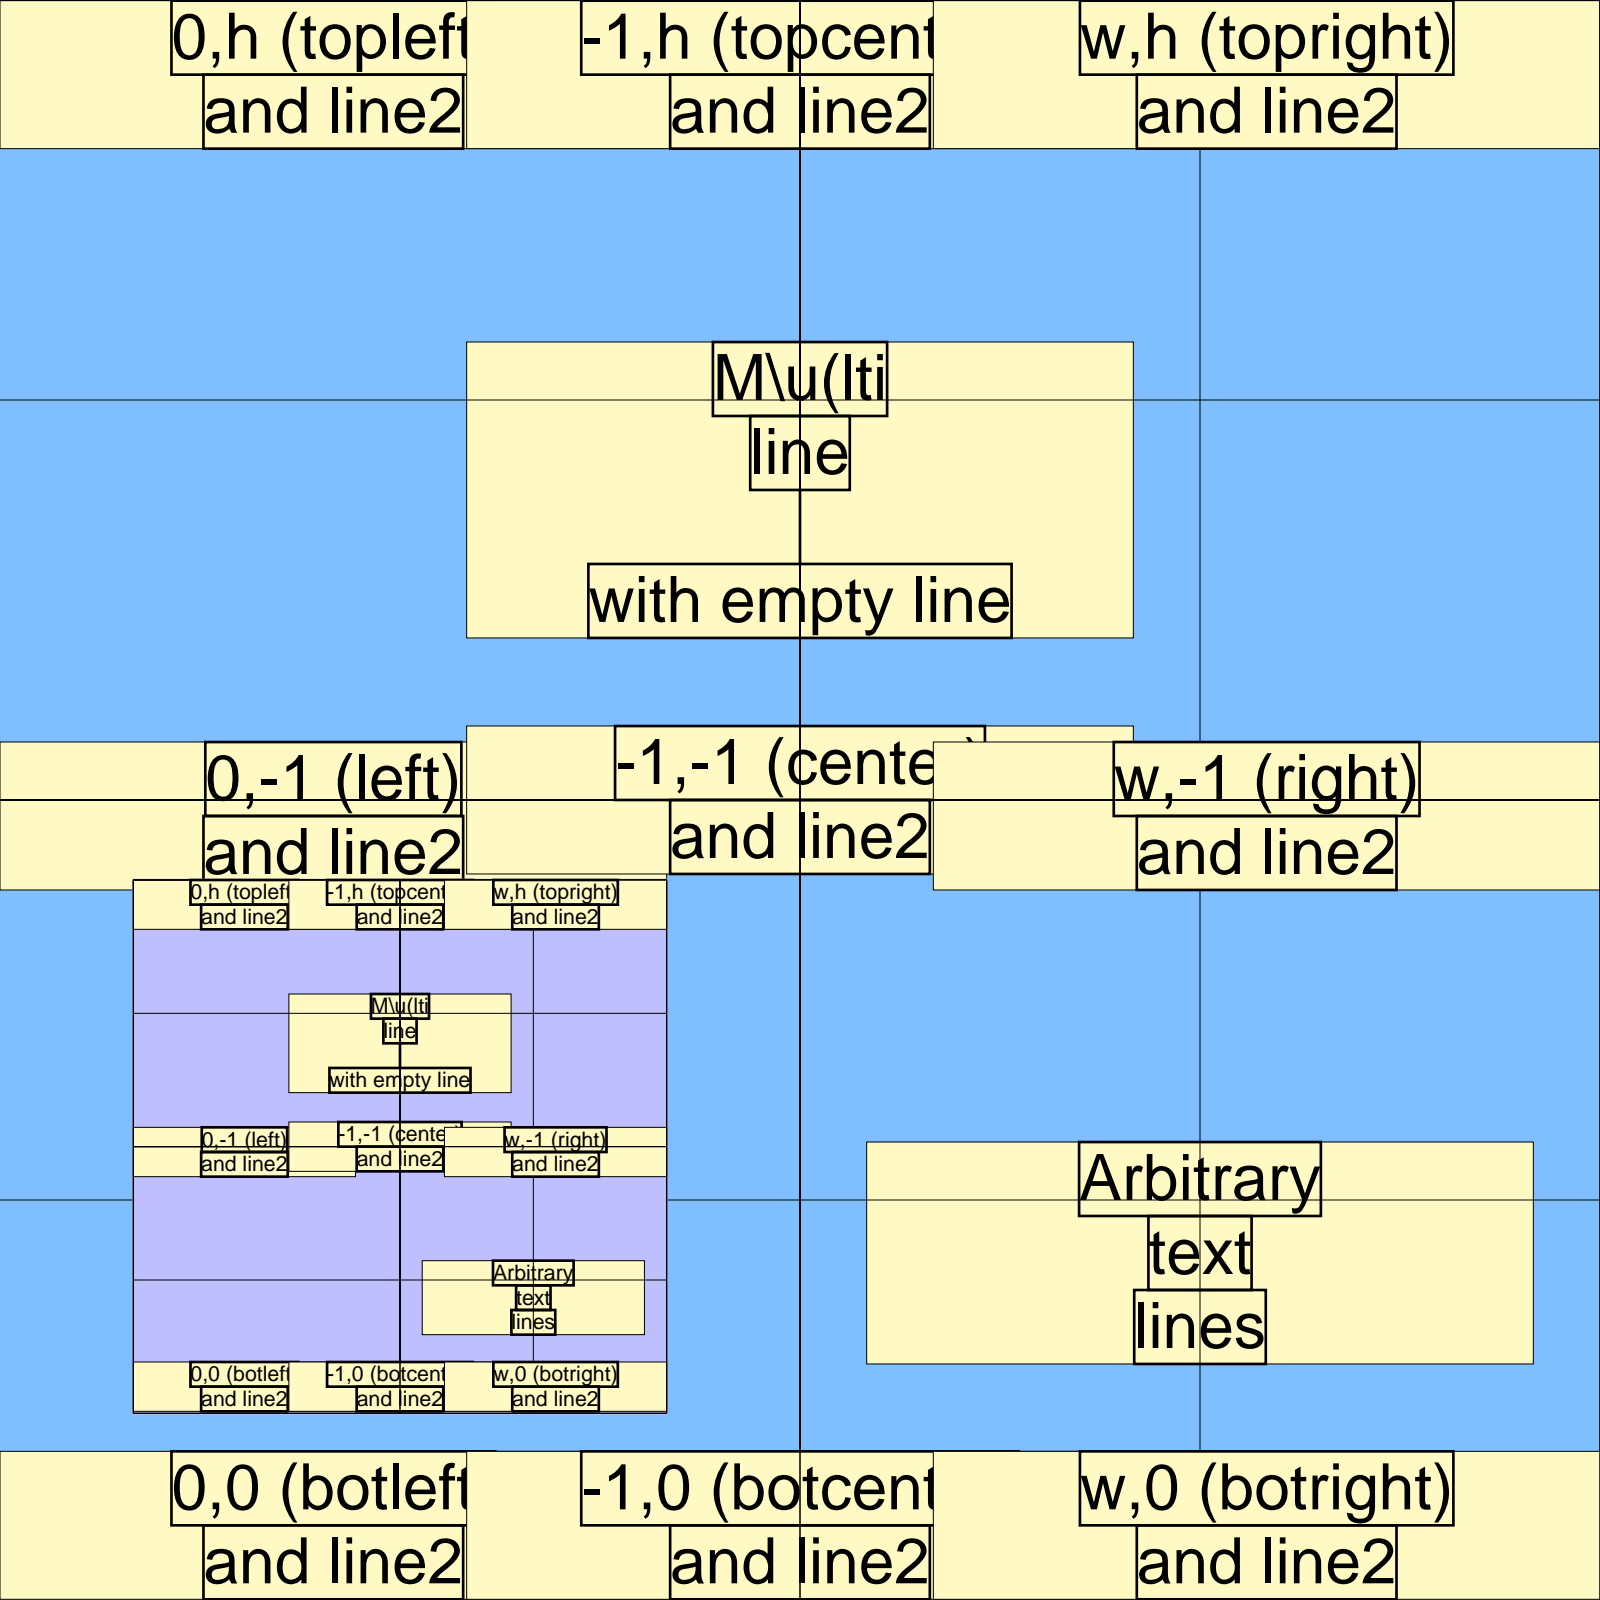 0,h (topleft
-1,h (topcent
w,h (topright)
and line2
and line2
and line2
M\u(lti
line
with empty line
0,-1 (left)
-1,-1 (cente
w,-1 (right)
and line2
and line2
and line2
0,h (topleft
-1,h (topcent
w,h (topright)
and line2
and line2
and line2
M\u(lti
line
with empty line
0,-1 (left)
-1,-1 (cente
w,-1 (right)
and line2
and line2
and line2
Arbitrary
text
lines
0,0 (botleft
-1,0 (botcent
w,0 (botright)
and line2
and line2
and line2
Arbitrary
text
lines
0,0 (botleft
-1,0 (botcent
w,0 (botright)
and line2
and line2
and line2